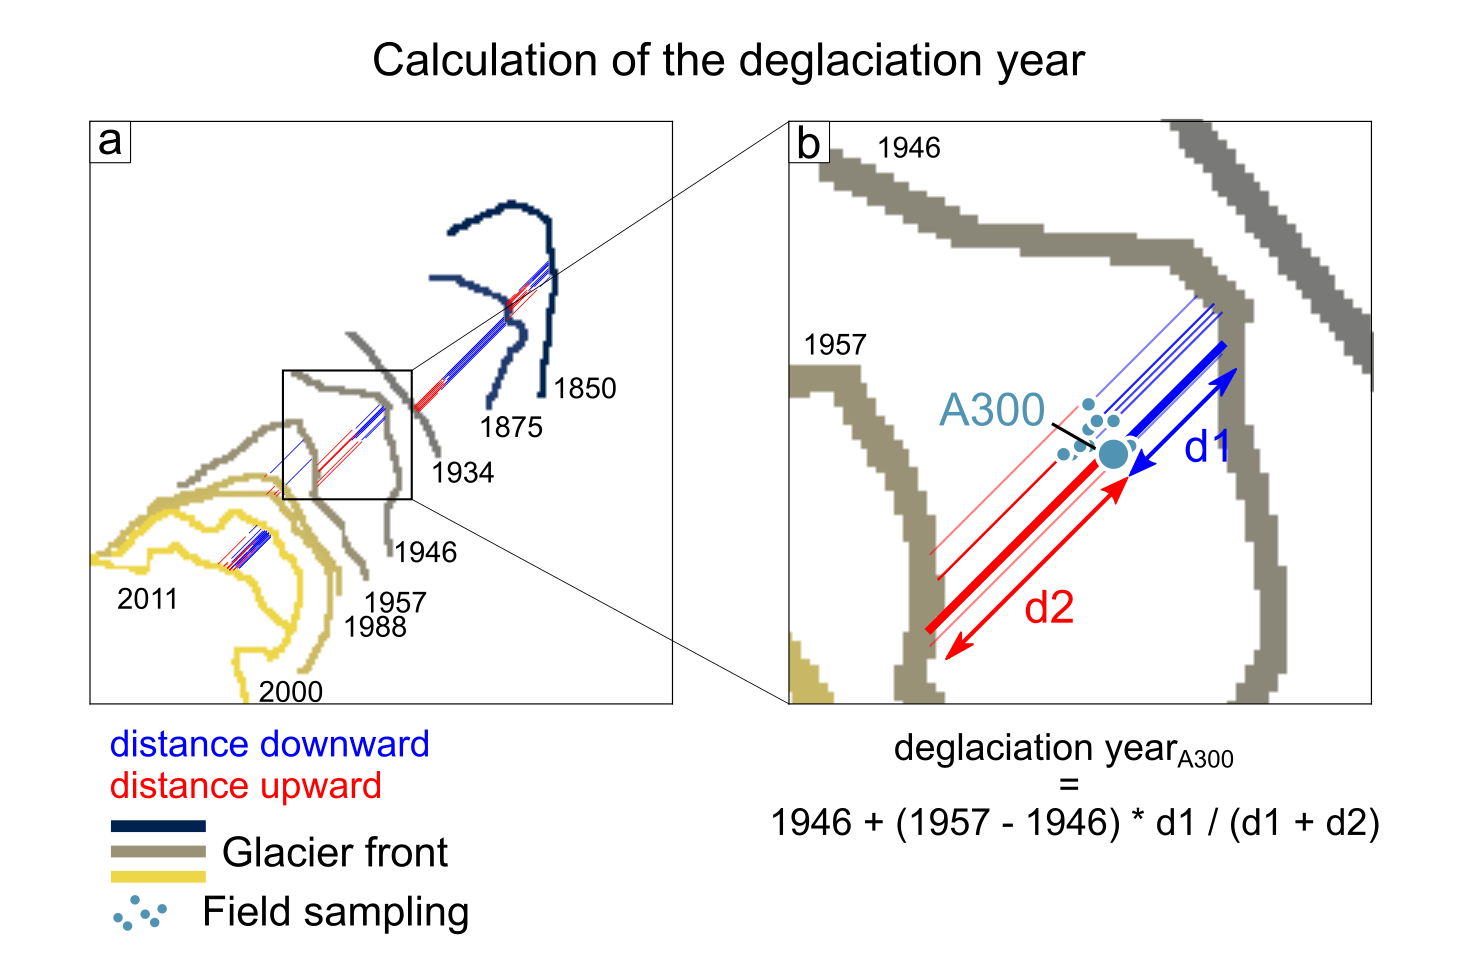 Calculation of the deglaciation year
a
1850
1875
1934
1946
1957
1988
2011
2000
b
1946
1957
A300
d1
d2
distance downward
distance upward
Glacier front
Field sampling
deglaciation yearA300
=
1946 + (1957 - 1946) * d1 / (d1 + d2)